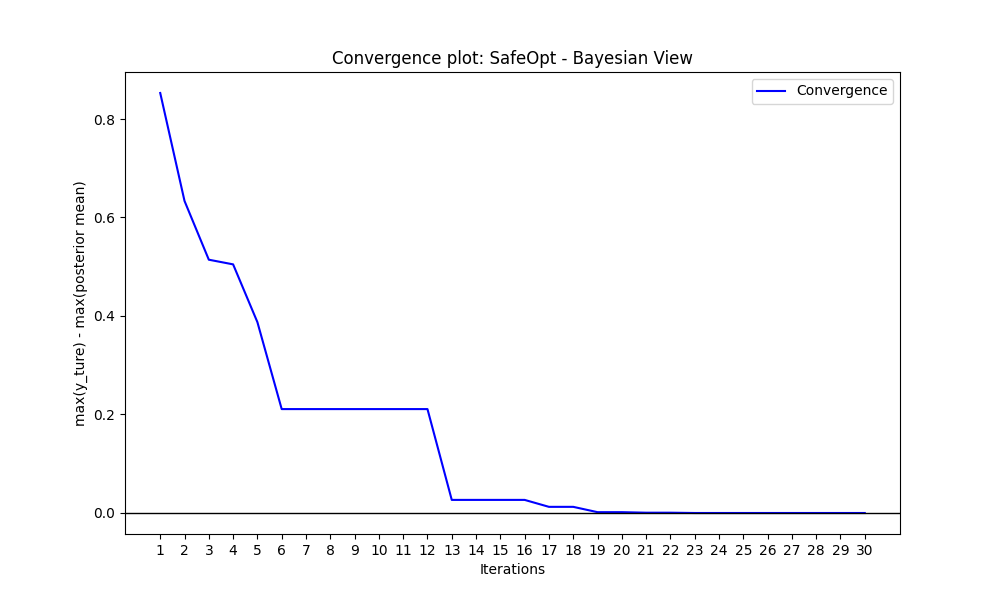 Convergence plot: SafeOpt - Bayesian View
Convergence
max(y_ture) - max(posterior mean)
0.8
0.6
0.4
0.2
0.0
1 2 3 4 5 6 7 8 9 10 11 12 13 14 15 16 17 18 19 20 21 22 23 24 25 26 27 28 29 30
Iterations